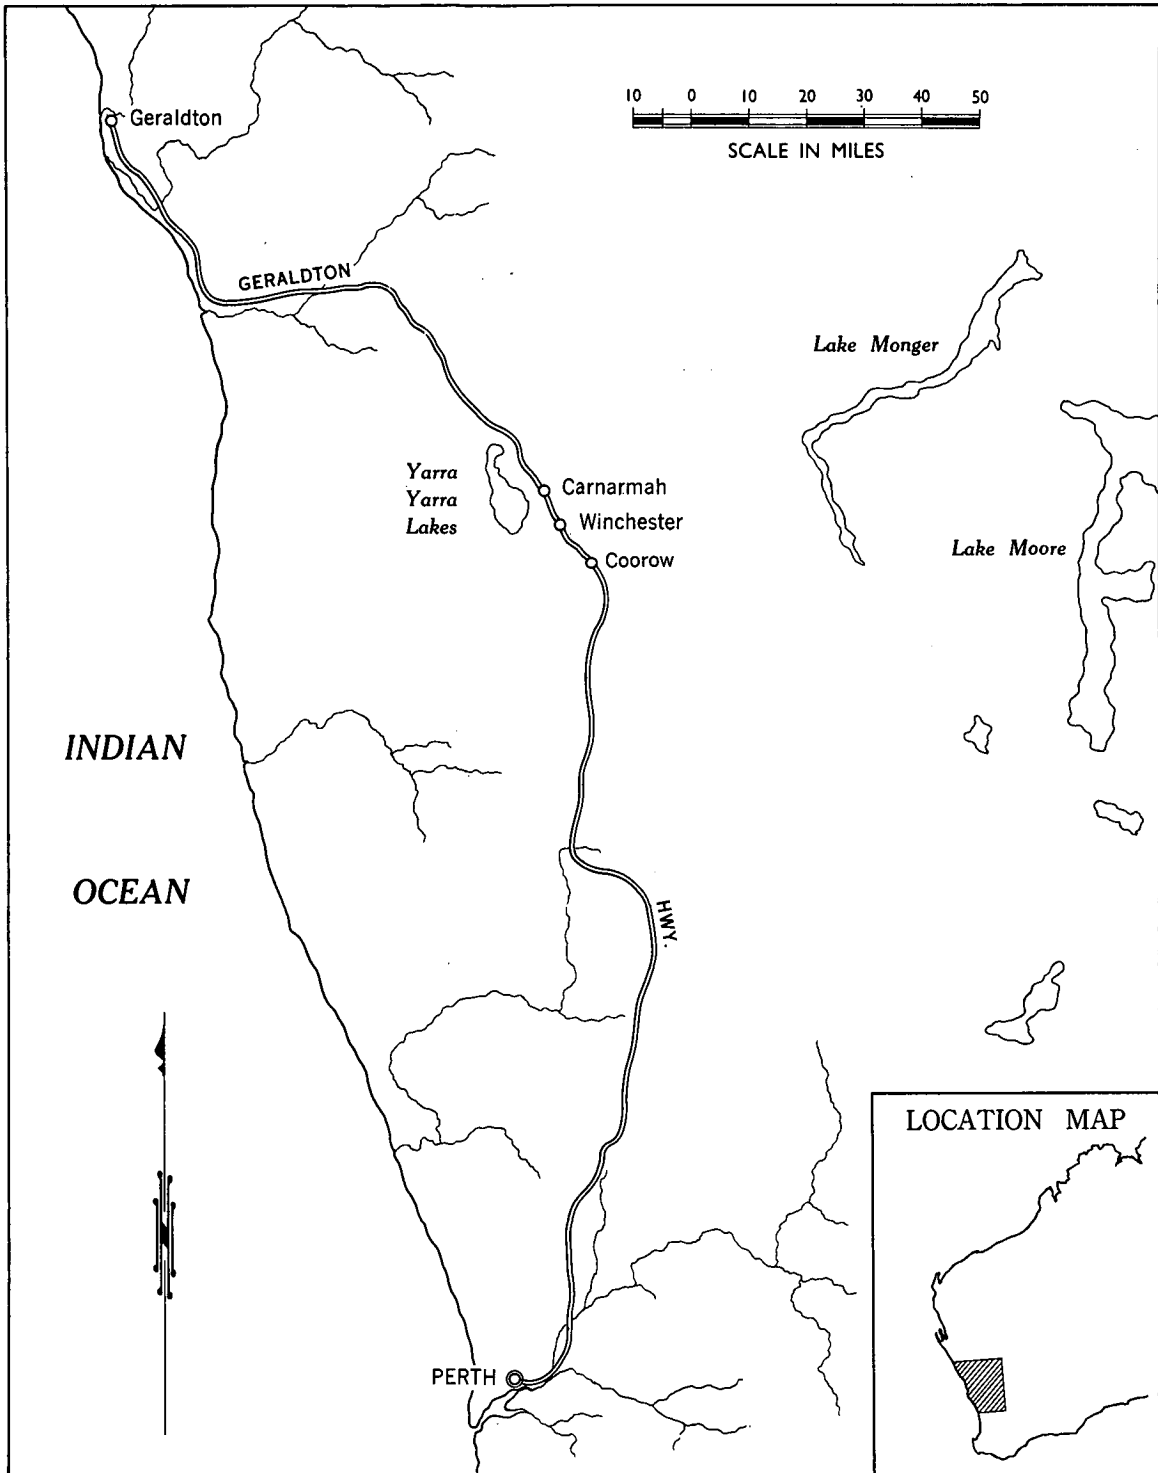 Geraldton
10 0 10 20 30 40 50
SCALE IN MILES
GERALDTON
Lake Monger
Yarra
Yarra
Lakes
Carnarmah
Winchester
Coorow
Lake Moore
INDIAN
OCEAN
HWY.
LOCATION MAP
PERTH